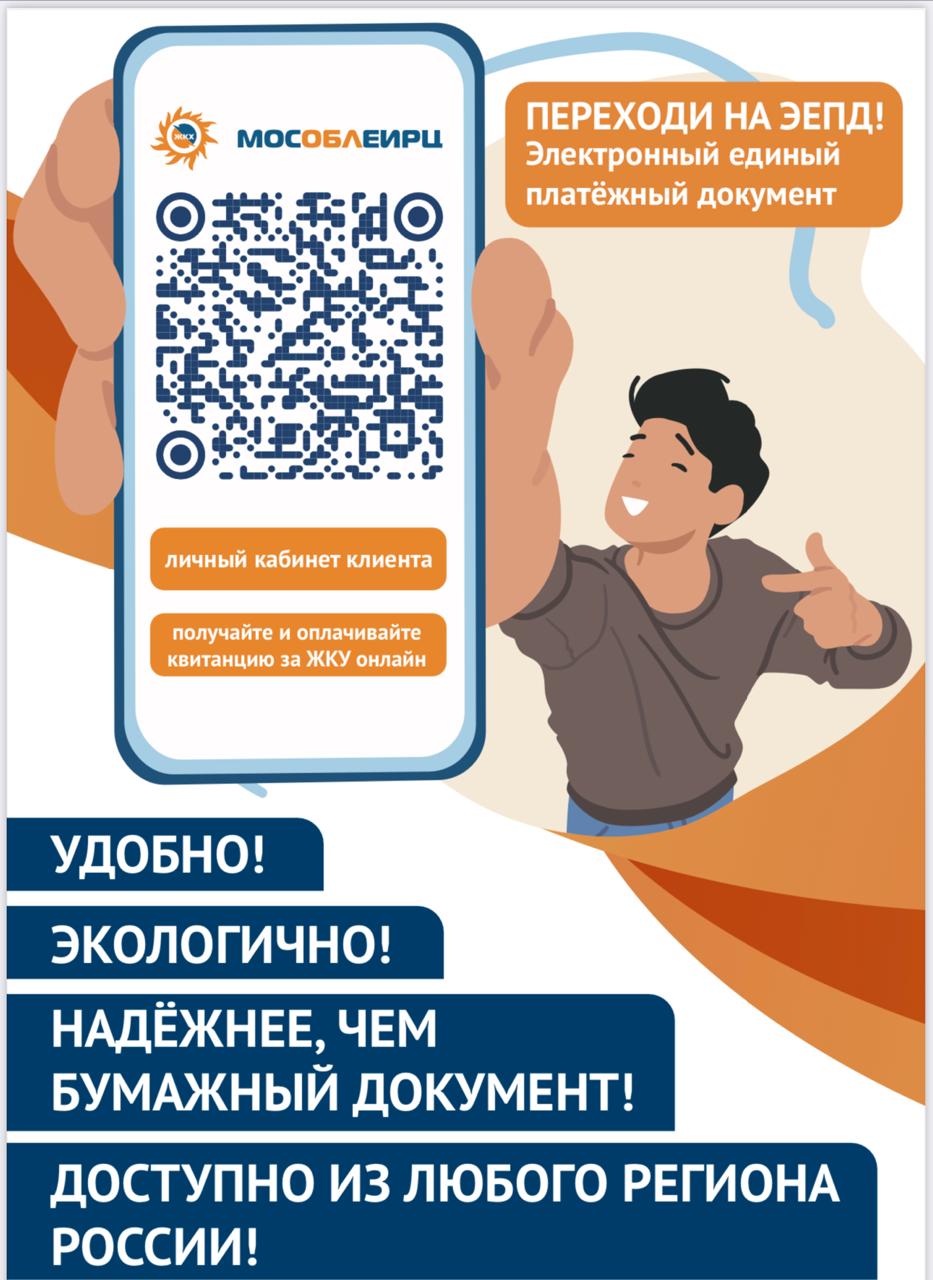 ЖКХ
МОСОБЛЕИРЦ
ПЕРЕХОДИ НА ЭЕПД!
Электронный единый
платёжный документ
личный кабинет клиента
получайте и оплачивайте
квитанцию за ЖКУ онлайн
УДОБНО!
ЭКОЛОГИЧНО!
НАДЁЖНЕЕ, ЧЕМ
БУМАЖНЫЙ ДОКУМЕНТ!
ДОСТУПНО ИЗ ЛЮБОГО РЕГИОНА
РОССИИ!